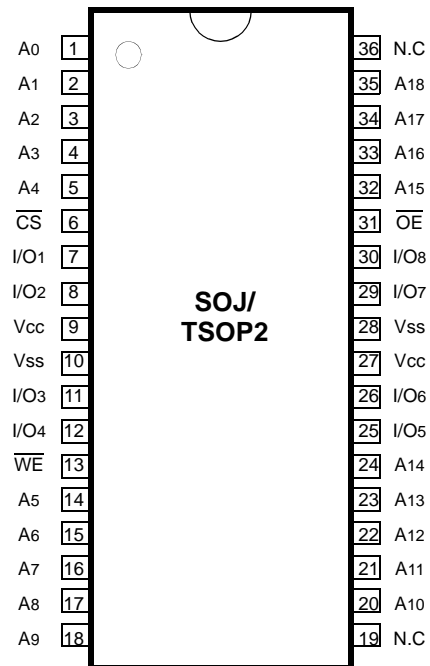 A0 1 36 N.C
A1 2 35 A18
A2 3 34 A17
A3 4 33 A16
A4 5 32 A15
CS 6 31 OE
I/O1 7 30 I/O8
I/O2 8 29 I/O7
Vcc 9 28 Vss
Vss 10 27 Vcc
I/O3 11 26 I/O6
I/O4 12 25 I/O5
WE 13 24 A14
A5 14 23 A13
A6 15 22 A12
A7 16 21 A11
A8 17 20 A10
A9 18 19 N.C
SOJ/
TSOP2